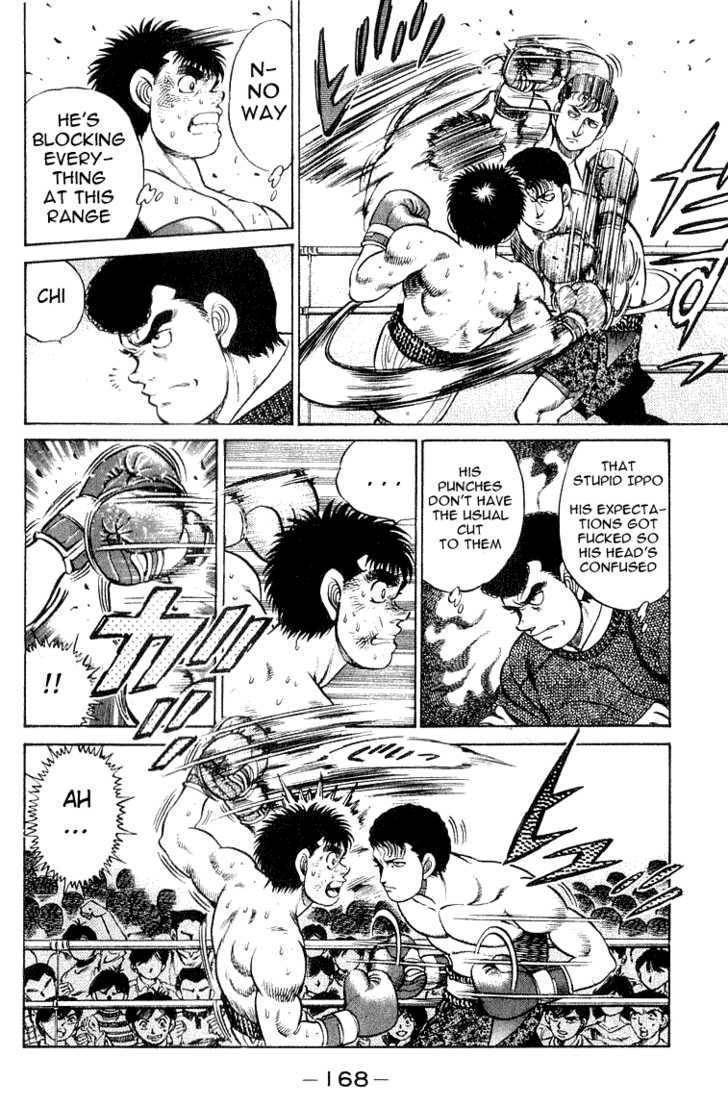 N-
NO
WAY
HE'S
BLOCKING
EVERY-
THING
AT THIS
RANGE
CHI
THAT
STUPID IPPO
HIS EXPECTA-
TIONS GOT
FUCKED SO
HIS HEAD'S
CONFUSED
HIS
PUNCHES
DON'T HAVE
THE USUAL
CUT
TO THEM
...
!!
AH
...
—168—